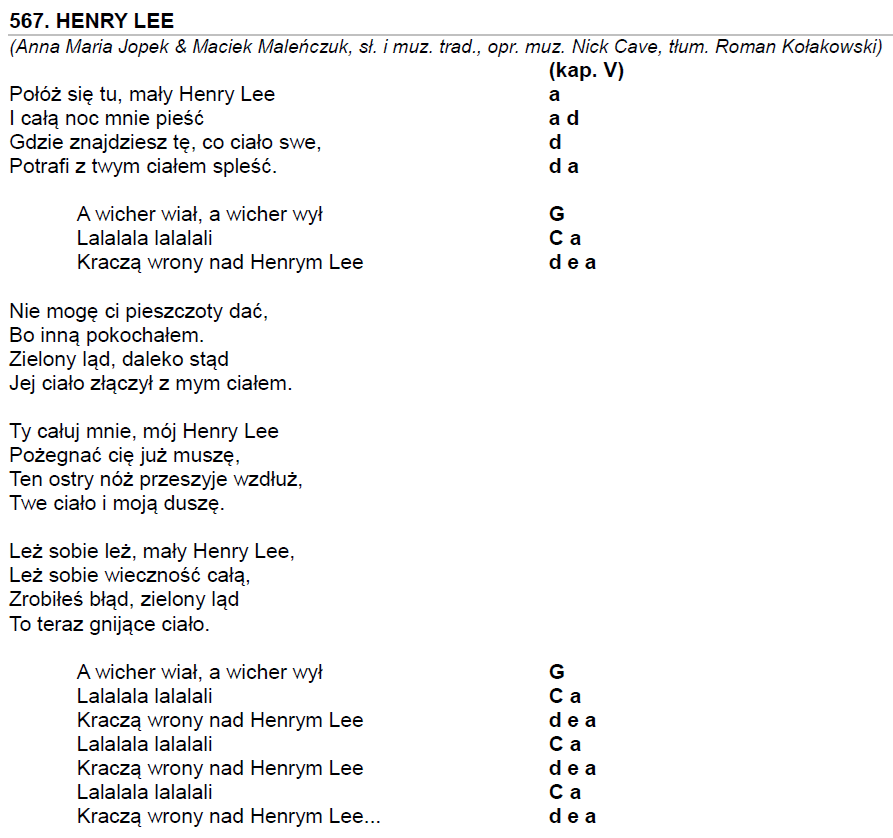 567. HENRY LEE
(Anna Maria Jopek & Maciek Maleńczuk, sł. i muz. trad., opr. muz. Nick Cave, tłum. Roman Kołakowski)
(kap. V)
Połóż się tu, mały Henry Lee a
I całą noc mnie pieść a d
Gdzie znajdziesz tę, co ciało swe, d
Potrafi z twym ciałem spleść. d a
A wicher wiał, a wicher wył G
Lalalala lalalali C a
Kraczą wrony nad Henrym Lee d e a
Nie mogę ci pieszczoty dać,
Bo inną pokochałem.
Zielony ląd, daleko stąd
Jej ciało złączył z mym ciałem.
Ty całuj mnie, mój Henry Lee
Pożegnać cię już muszę,
Ten ostry nóż przeszyje wzdłuż,
Twe ciało i moją duszę.
Leż sobie leż, mały Henry Lee,
Leż sobie wieczność całą,
Zrobiłeś błąd, zielony ląd
To teraz gnijące ciało.
A wicher wiał, a wicher wył G
Lalalala lalalali C a
Kraczą wrony nad Henrym Lee d e a
Lalalala lalalali C a
Kraczą wrony nad Henrym Lee d e a
Lalalala lalalali C a
Kraczą wrony nad Henrym Lee... d e a